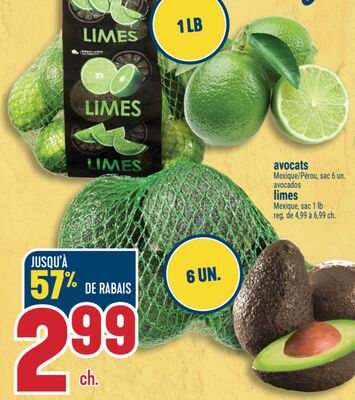 LIMES
1 LB
LIMES
LIMES
avocats
Mexique/Pérou, sac 6 un.
avocados
limes
Mexique, sac 1 lb
reg. de 4,99 à 6,99 ch.
6 UN.
JUSQU'À
57% DE RABAIS
2.99
ch.